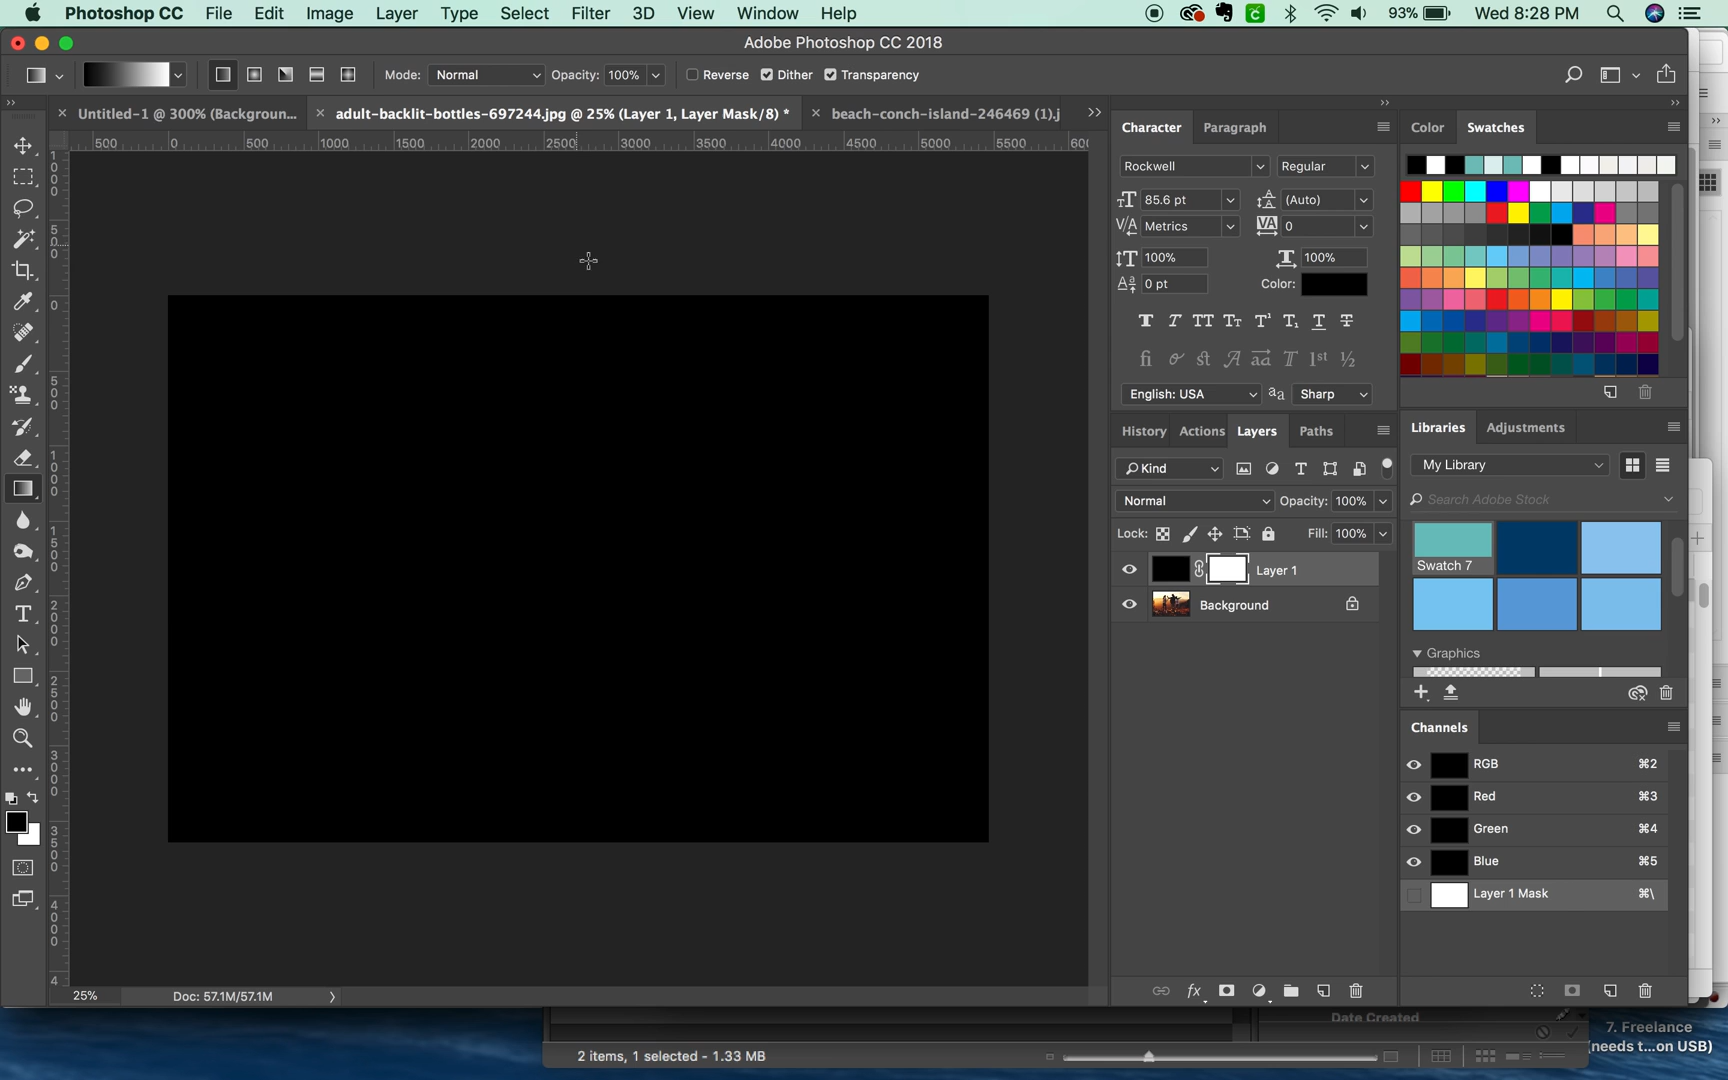 Photoshop CC File Edit Image Layer Type Select Filter 3D View Window Help 93% Wed 8:28 PM
Adobe Photoshop CC 2018
Mode: Normal Opacity: 100% Reverse Dither Transparency
Untitled-1 @ 300% (Backgroun... adult-backlit-bottles-697244.jpg @ 25% (Layer 1, Layer Mask/8) * beach-conch-island-246469 (1).j
500 0 500 1000 1500 2000 2500 3000 3500 4000 4500 5000 5500
Character Paragraph
Color Swatches
Rockwell Regular
85.6 pt (Auto)
Metrics 0
100% 100%
0 pt Color:
English: USA Sharp
History Actions Layers Paths
Kind
Normal Opacity: 100%
Lock: Fill: 100%
Layer 1
Background
Libraries Adjustments
My Library
Search Adobe Stock
Swatch 7
Graphics
Channels
RGB ⌘2
Red ⌘3
Green ⌘4
Blue ⌘5
Layer 1 Mask ⌘\
25% Doc: 57.1M/57.1M
Date Created
2 items, 1 selected - 1.33 MB
7. Freelance
(needs t...on USB)